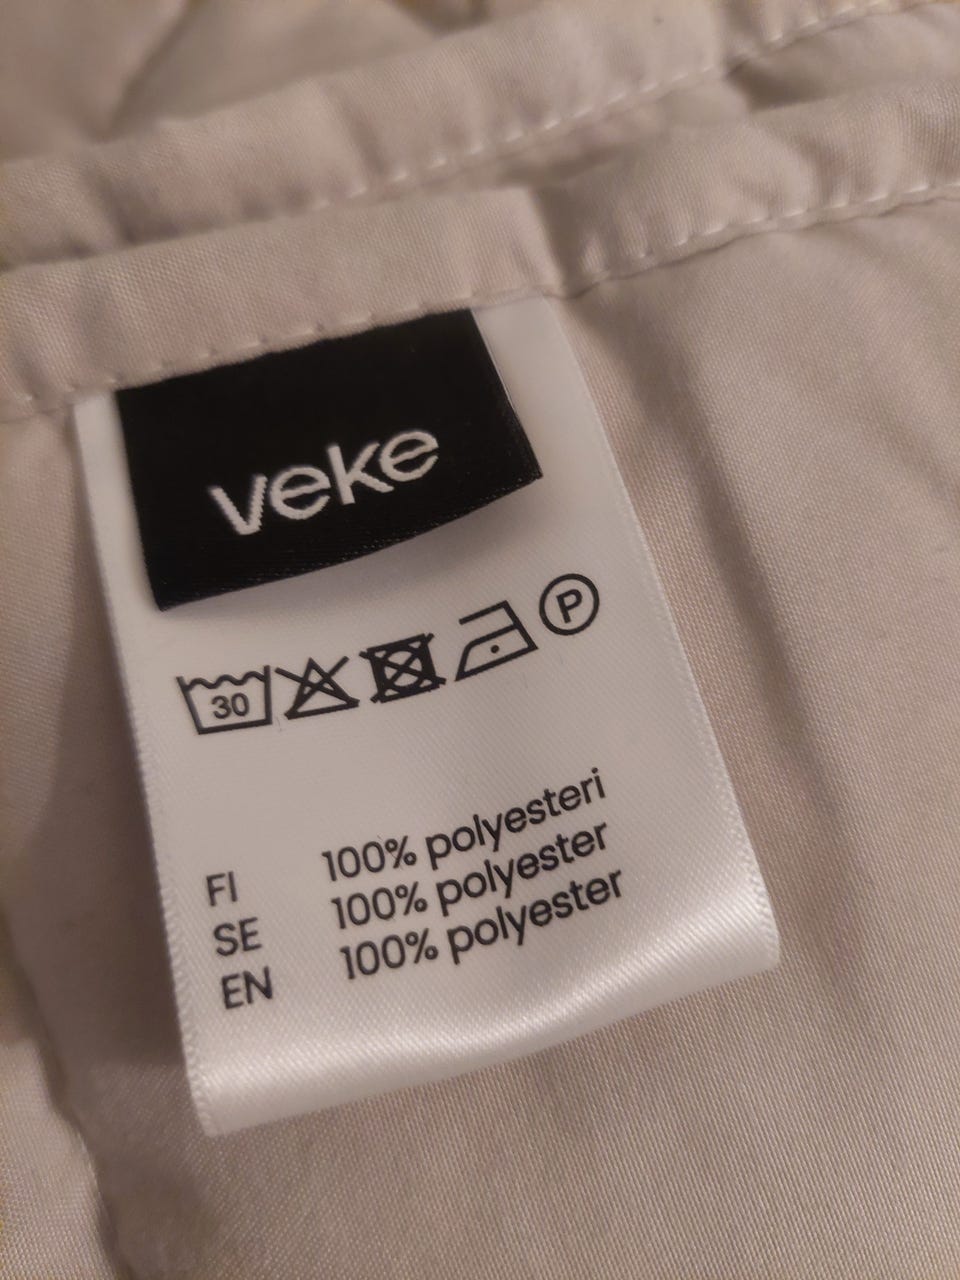 veke
30
P
FI 100% polyesteri
SE 100% polyester
EN 100% polyester